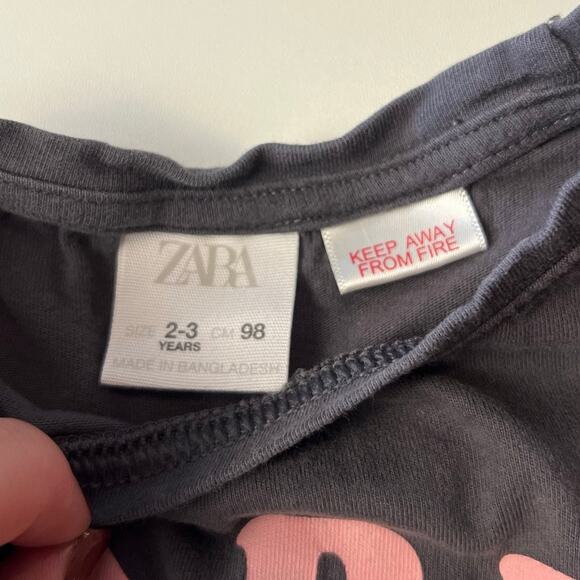 ZARA
SIZE 2-3 CM 98
YEARS
MADE IN BANGLADESH
KEEP AWAY
FROM FIRE